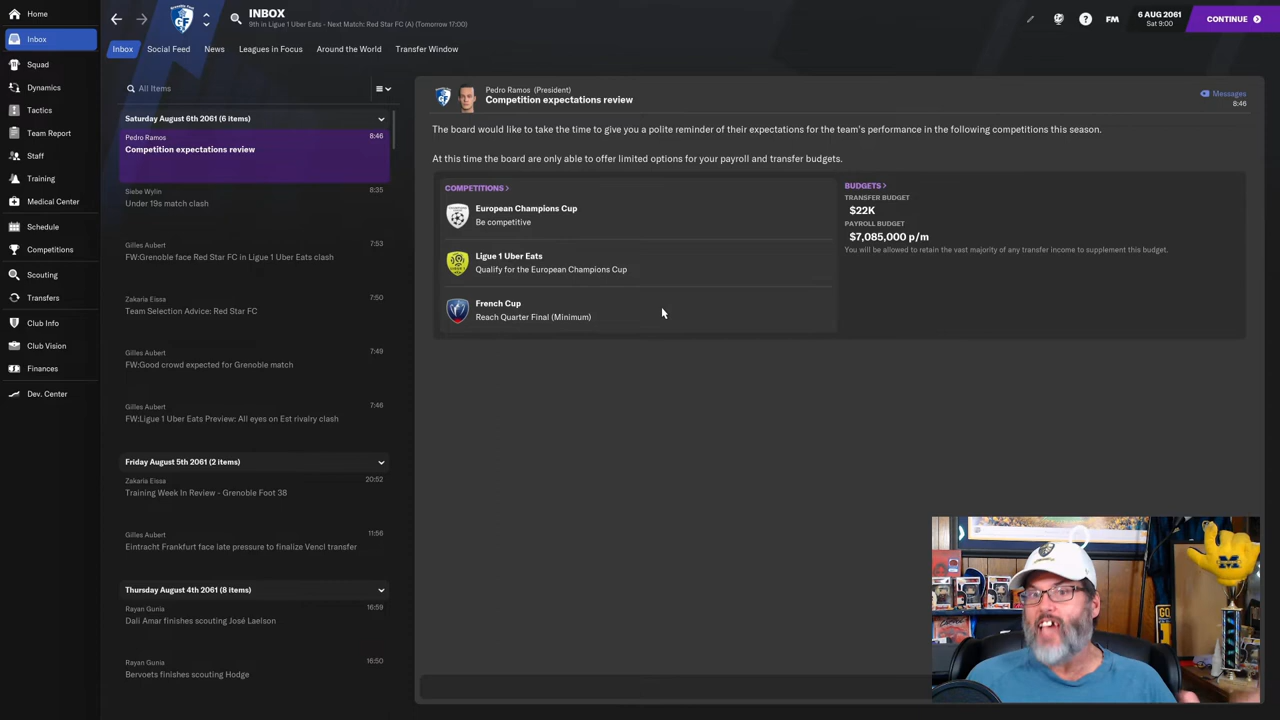 Home
Inbox
Squad
Dynamics
Tactics
Team Report
Staff
Training
Medical Center
Schedule
Competitions
Scouting
Transfers
Club Info
Club Vision
Finances
Dev. Center
INBOX
9th in Ligue 1 Uber Eats - Next Match: Red Star FC (A) (Tomorrow 17:00)
FM
6 AUG 2061
Sat 9:00
CONTINUE
Inbox
Social Feed
News
Leagues in Focus
Around the World
Transfer Window
All Items
Saturday August 6th 2061 (6 items)
Pedro Ramos 8:46
Competition expectations review
Siebe Wylin 8:35
Under 19s match clash
Gilles Aubert 7:53
FW:Grenoble face Red Star FC in Ligue 1 Uber Eats clash
Zakaria Eissa 7:50
Team Selection Advice: Red Star FC
Gilles Aubert 7:49
FW:Good crowd expected for Grenoble match
Gilles Aubert 7:46
FW:Ligue 1 Uber Eats Preview: All eyes on Est rivalry clash
Friday August 5th 2061 (2 items)
Zakaria Eissa 20:52
Training Week In Review - Grenoble Foot 38
Gilles Aubert 11:56
Eintracht Frankfurt face late pressure to finalize Vencl transfer
Thursday August 4th 2061 (8 items)
Rayan Gunia 16:59
Dali Amar finishes scouting José Laelson
Rayan Gunia 16:50
Bervoets finishes scouting Hodge
Pedro Ramos (President)
Competition expectations review
Messages
8:46
The board would like to take the time to give you a polite reminder of their expectations for the team's performance in the following competitions this season.
At this time the board are only able to offer limited options for your payroll and transfer budgets.
COMPETITIONS >
European Champions Cup
Be competitive
Ligue 1 Uber Eats
Qualify for the European Champions Cup
French Cup
Reach Quarter Final (Minimum)
BUDGETS >
TRANSFER BUDGET
$22K
PAYROLL BUDGET
$7,085,000 p/m
You will be allowed to retain the vast majority of any transfer income to supplement this budget.